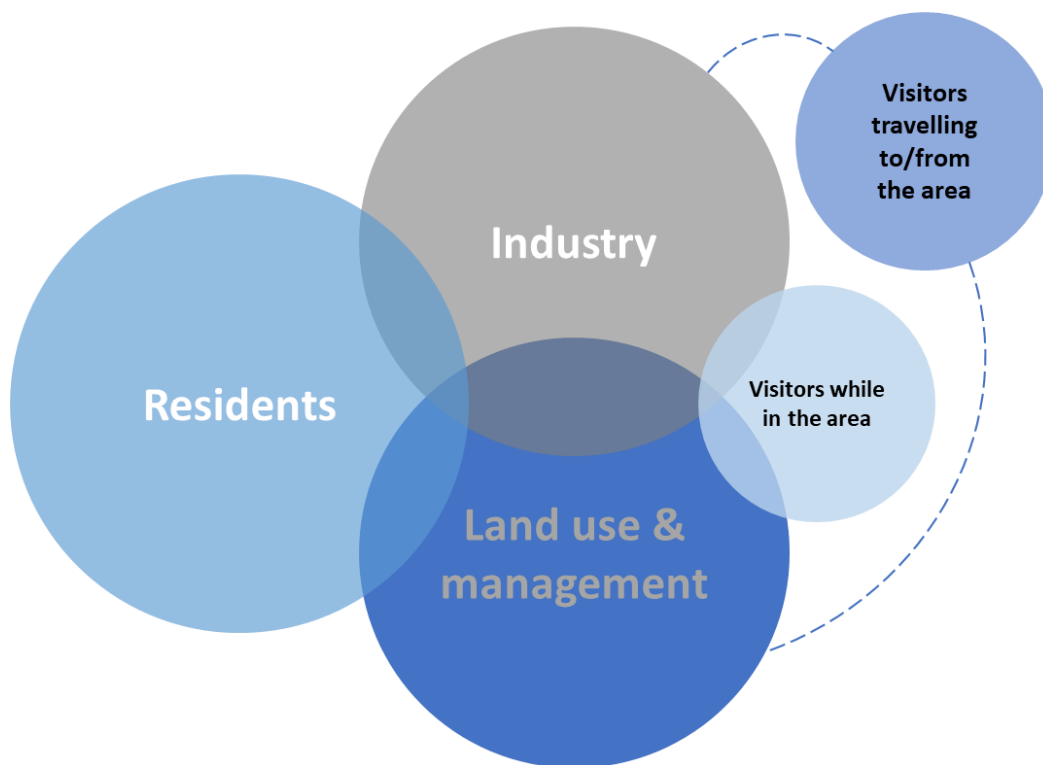 Visitors
travelling
to/from
the area
Industry
Residents
Visitors while
in the area
Land use &
management